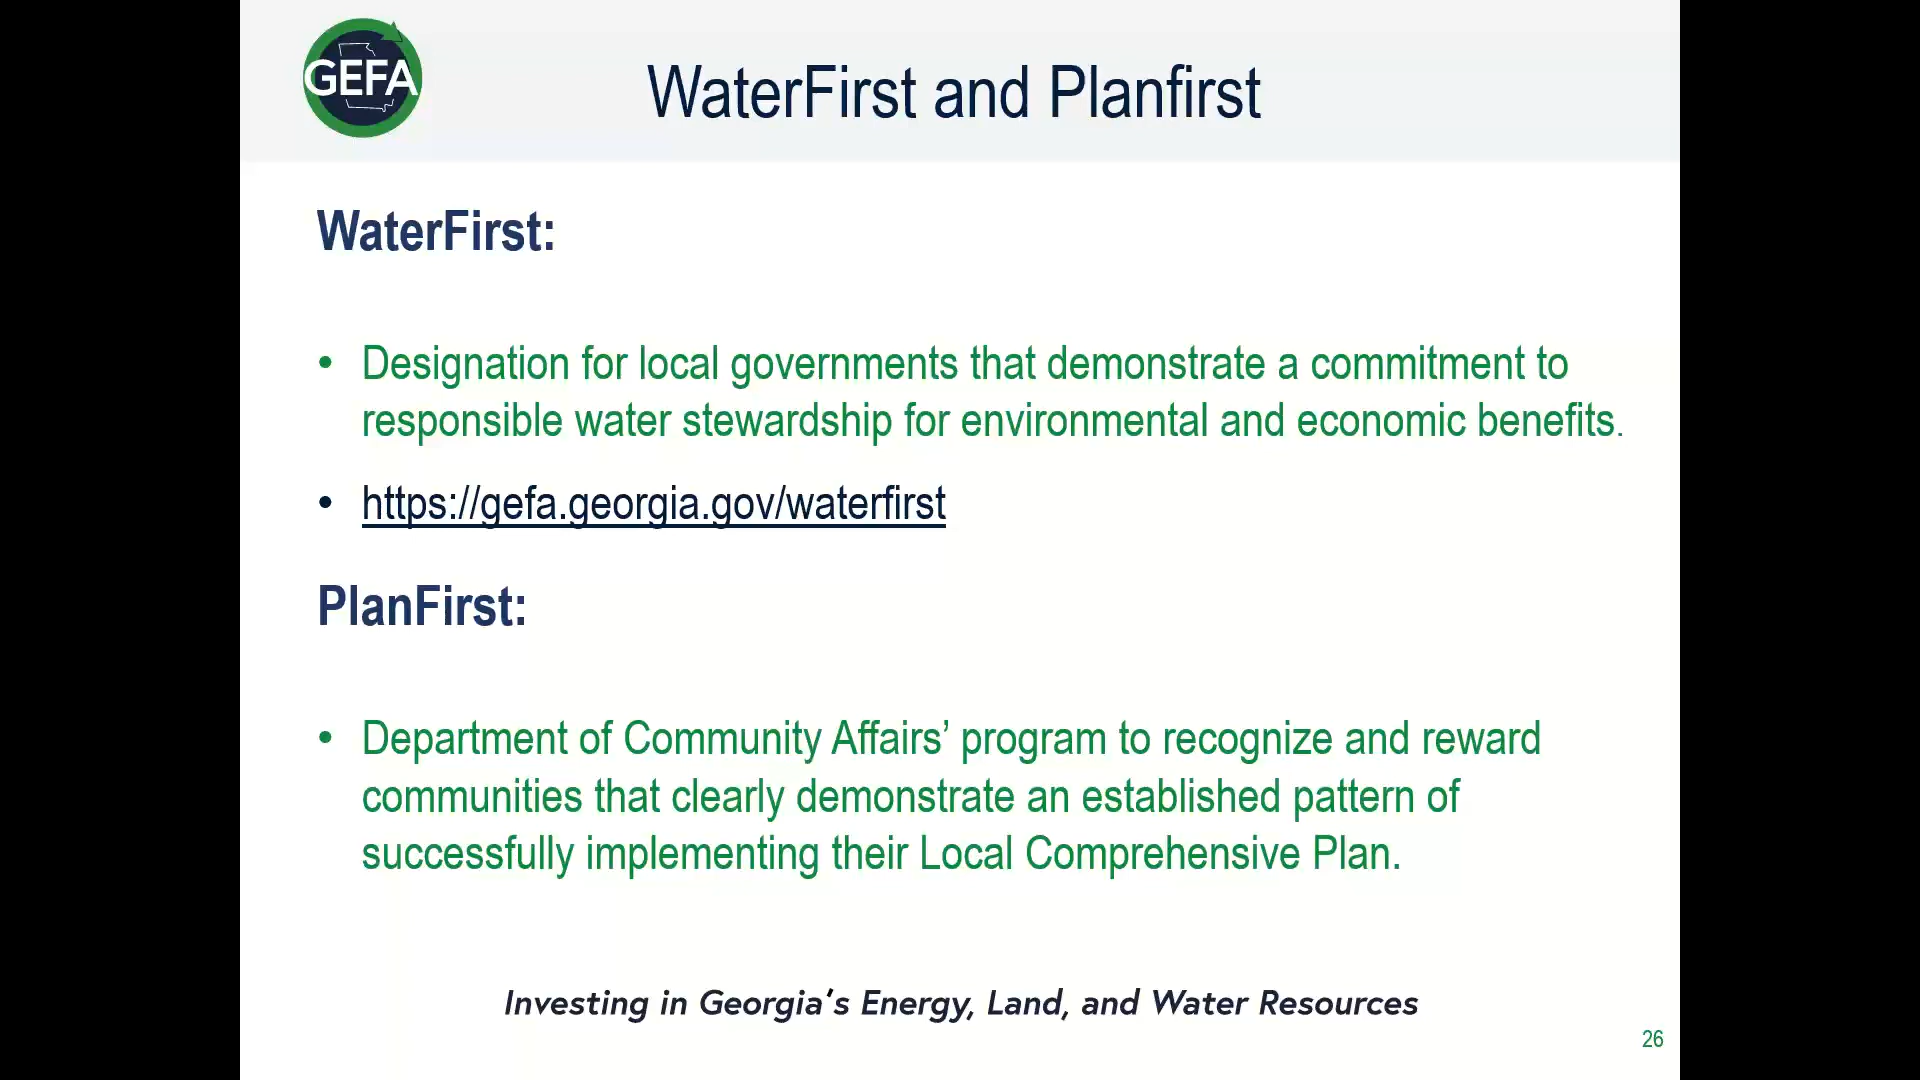 GEFA
WaterFirst and Planfirst
WaterFirst:
• Designation for local governments that demonstrate a commitment to
responsible water stewardship for environmental and economic benefits.
• https://gefa.georgia.gov/waterfirst
PlanFirst:
• Department of Community Affairs’ program to recognize and reward
communities that clearly demonstrate an established pattern of
successfully implementing their Local Comprehensive Plan.
Investing in Georgia's Energy, Land, and Water Resources
26